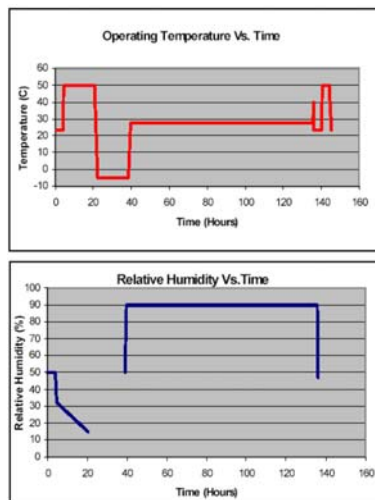 Operating Temperature Vs. Time
Temperature (C)
60
50
40
30
20
10
0
-10
0 20 40 60 80 100 120 140 160
Time (Hours)
Relative Humidity Vs.Time
Relative Humidity (%)
100
90
80
70
60
50
40
30
20
10
0
0 20 40 60 80 100 120 140 160
Time (Hours)